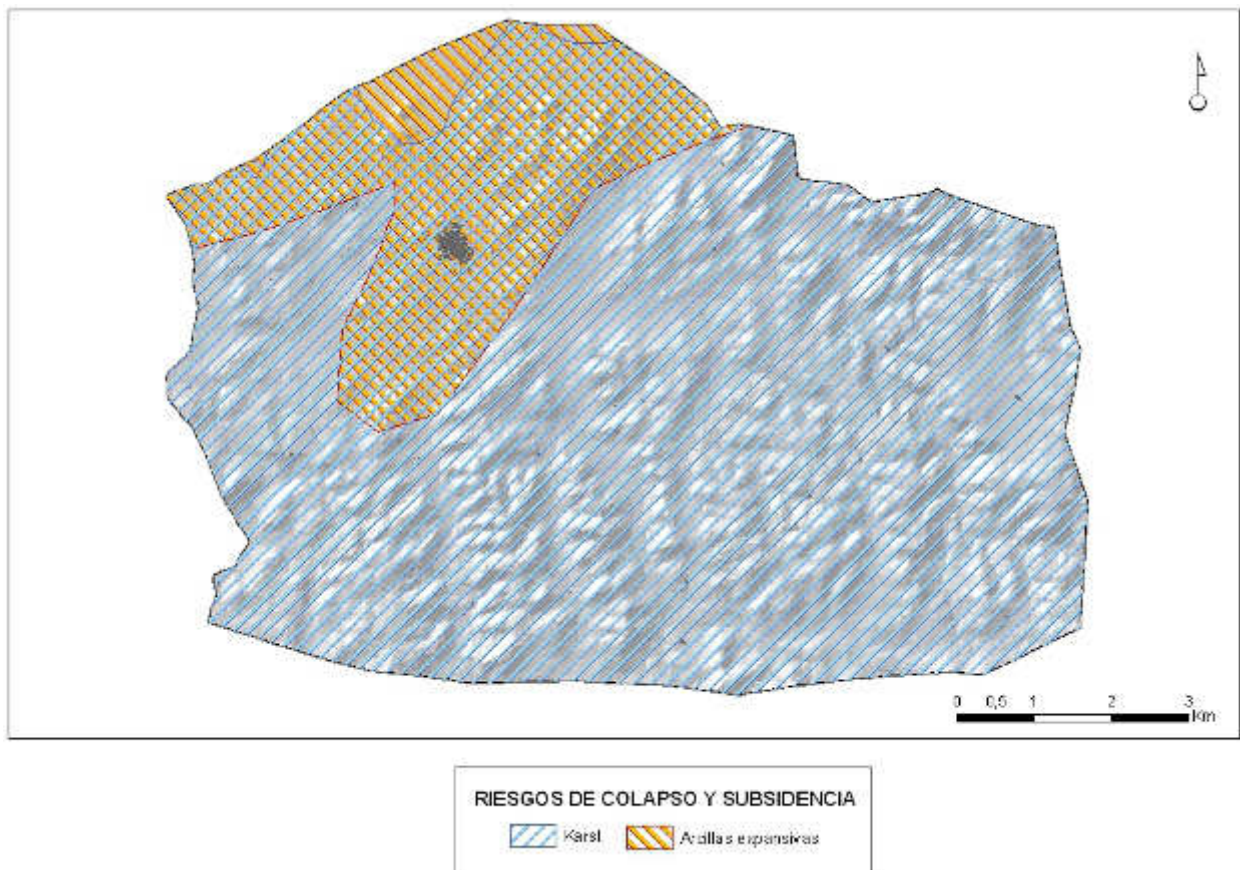 0 0,5 1 2 3
Km
RIESGOS DE COLAPSO Y SUBSIDENCIA
Karst
Arcillas expansivas